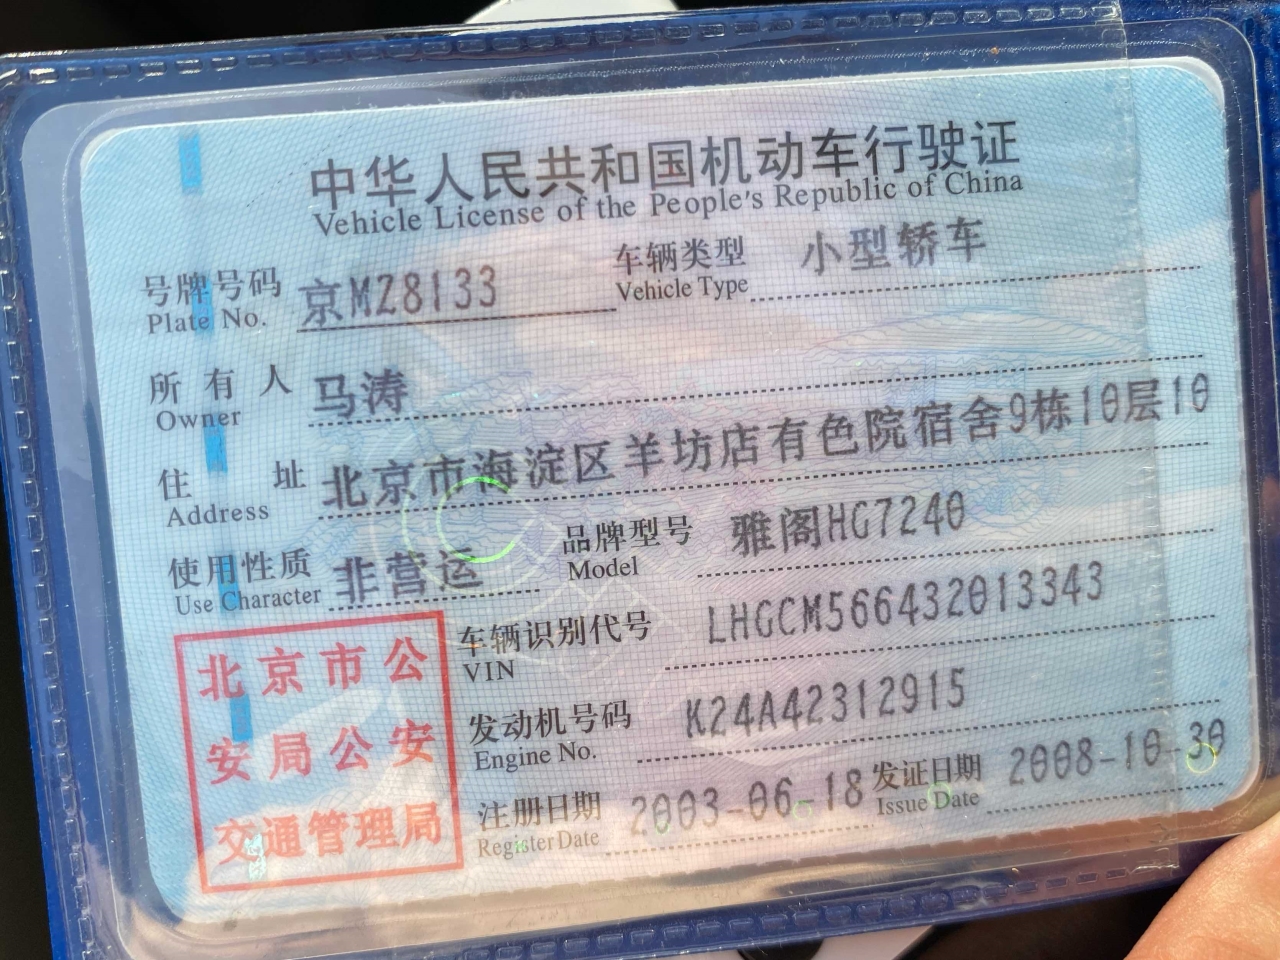 中华人民共和国机动车行驶证
Vehicle License of the People's Republic of China
号牌号码 京MZ8133 车辆类型 小型轿车
Plate No. Vehicle Type
所有人 马涛
Owner
住址 北京市海淀区羊坊店有色院宿舍9栋10层10
Address
使用性质 非营运 品牌型号 雅阁HG7240
Use Character Model
车辆识别代号 LHGCM566432013343
VIN
发动机号码 K24A42312915
Engine No.
注册日期 2003-06-18 发证日期 2008-10-30
Register Date Issue Date
北京市公
安局公安
交通管理局